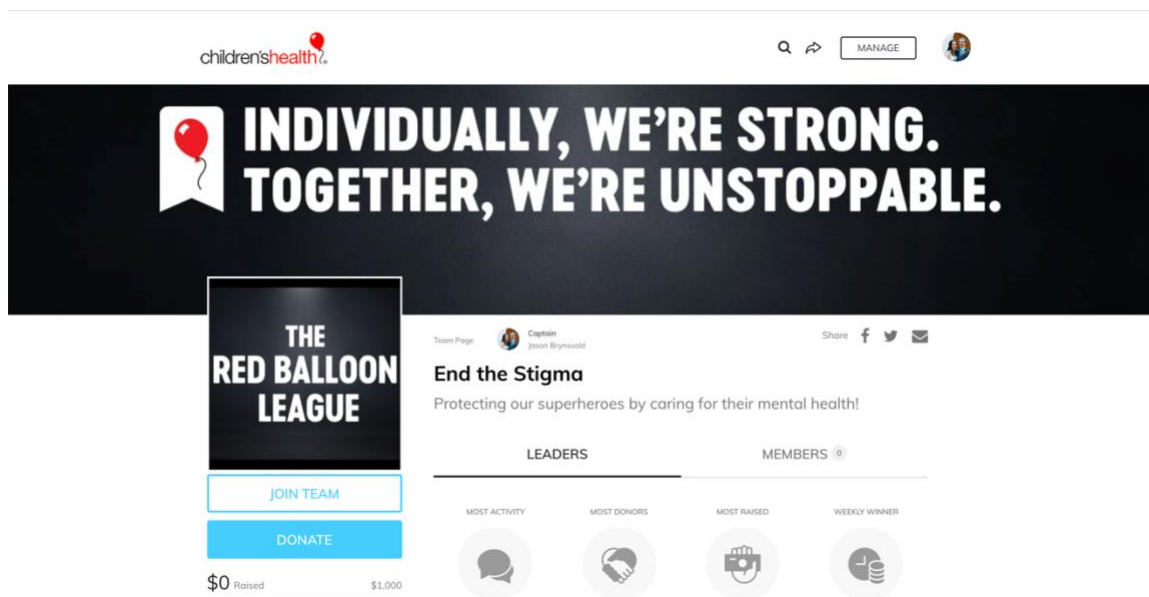 children'shealth
MANAGE
INDIVIDUALLY, WE'RE STRONG.
TOGETHER, WE'RE UNSTOPPABLE.
THE
RED BALLOON
LEAGUE
JOIN TEAM
DONATE
$0 Raised $1,000
Team Page
Captain
Jason Brynsvold
Share
End the Stigma
Protecting our superheroes by caring for their mental health!
LEADERS MEMBERS 0
MOST ACTIVITY MOST DONORS MOST RAISED WEEKLY WINNER